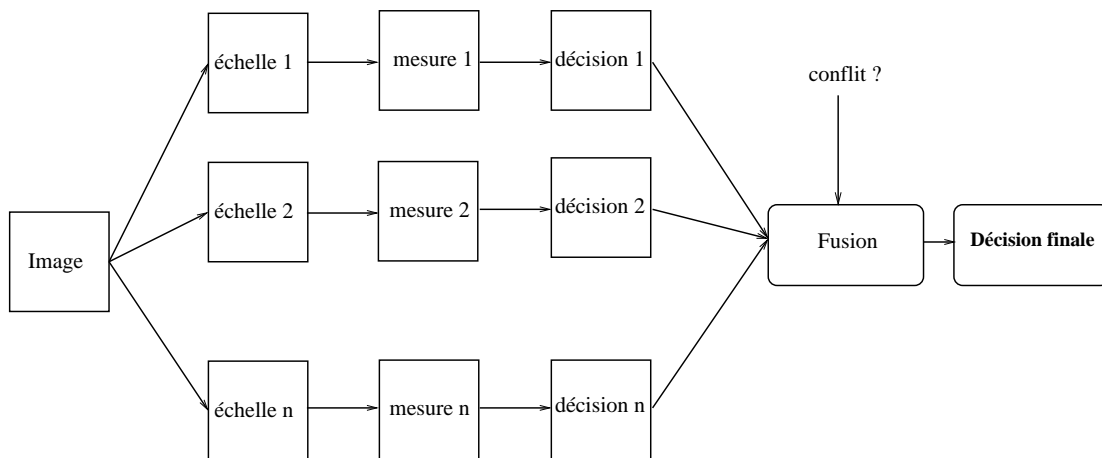 échelle 1
mesure 1
décision 1
conflit ?
échelle 2
mesure 2
décision 2
Image
Fusion
Décision finale
échelle n
mesure n
décision n